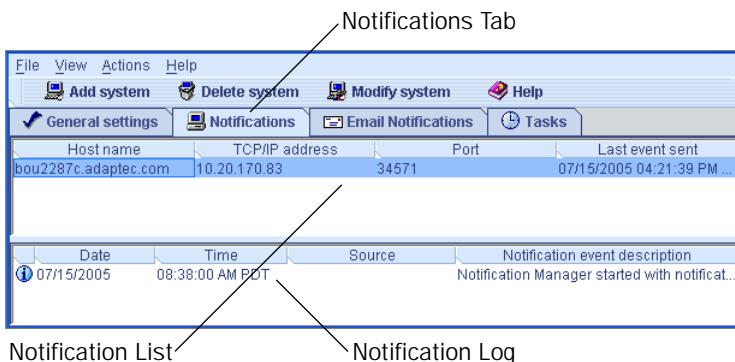 Notifications Tab
File View Actions Help
Add system Delete system Modify system Help
General settings Notifications Email Notifications Tasks
Host name TCP/IP address Port Last event sent
bou2287c.adaptec.com 10.20.170.83 34571 07/15/2005 04:21:39 PM ...
Date Time Source Notification event description
07/15/2005 08:38:00 AM PDT Notification Manager started with notificat...
Notification List Notification Log